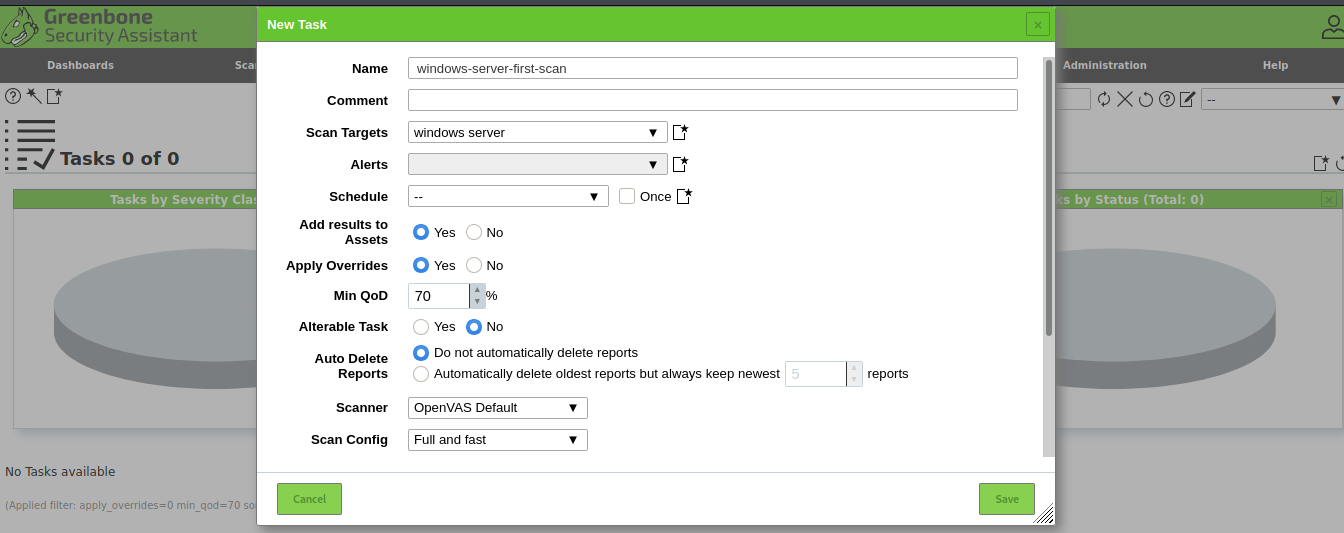 Greenbone
Security Assistant
New Task
×
Dashboards
Sca
Administration
Help
Name
windows-server-first-scan
Comment
--
Scan Targets
windows server
Tasks 0 of 0
Alerts
Schedule
--
Once
Tasks by Severity Clas
ks by Status (Total: 0)
Add results to
Assets
Yes
No
Apply Overrides
Yes
No
Min QoD
70
%
Alterable Task
Yes
No
Auto Delete
Reports
Do not automatically delete reports
Automatically delete oldest reports but always keep newest 5 reports
Scanner
OpenVAS Default
Scan Config
Full and fast
No Tasks available
(Applied filter: apply_overrides=0 min_qod=70 so
Cancel
Save